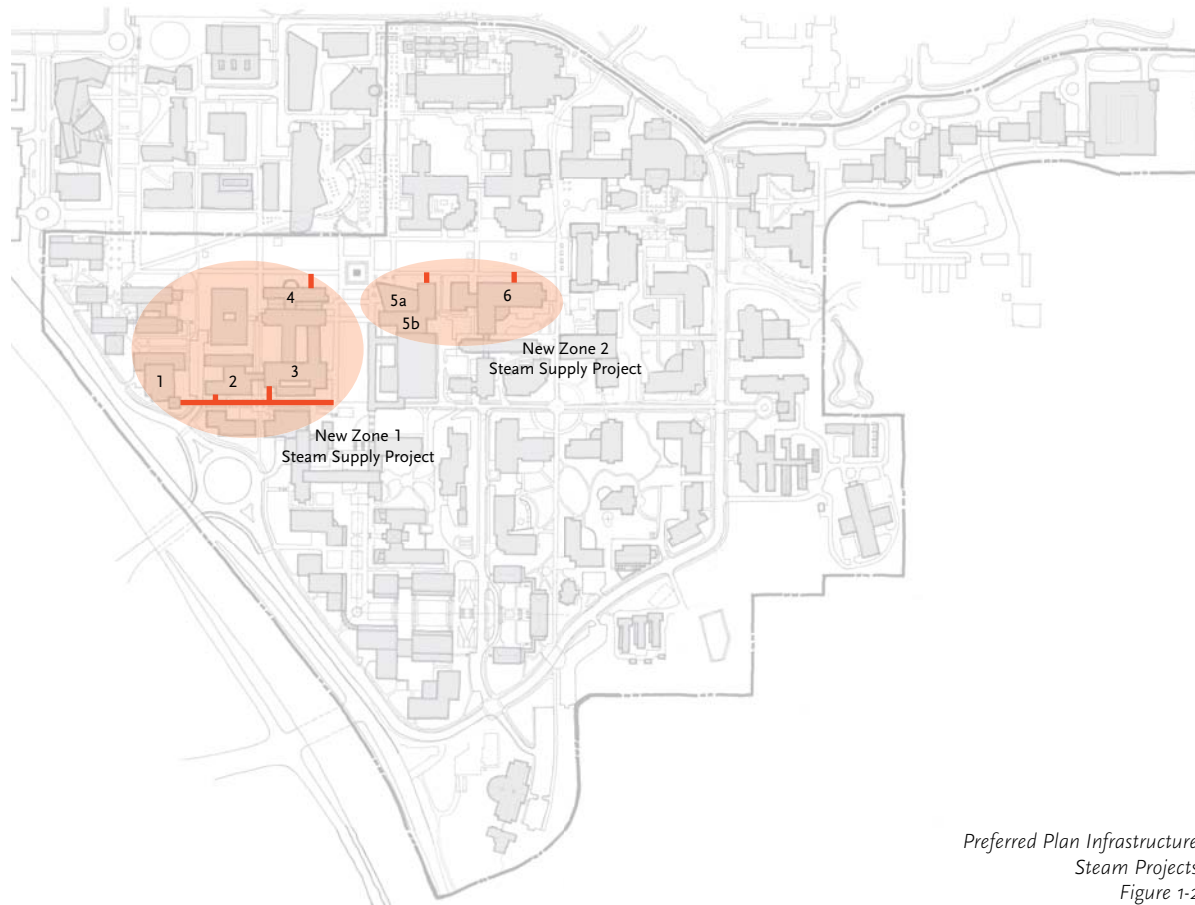 4
5a
6
5b
1
2
3
New Zone 2
Steam Supply Project
New Zone 1
Steam Supply Project
Preferred Plan Infrastructure
Steam Projects
Figure 1-2